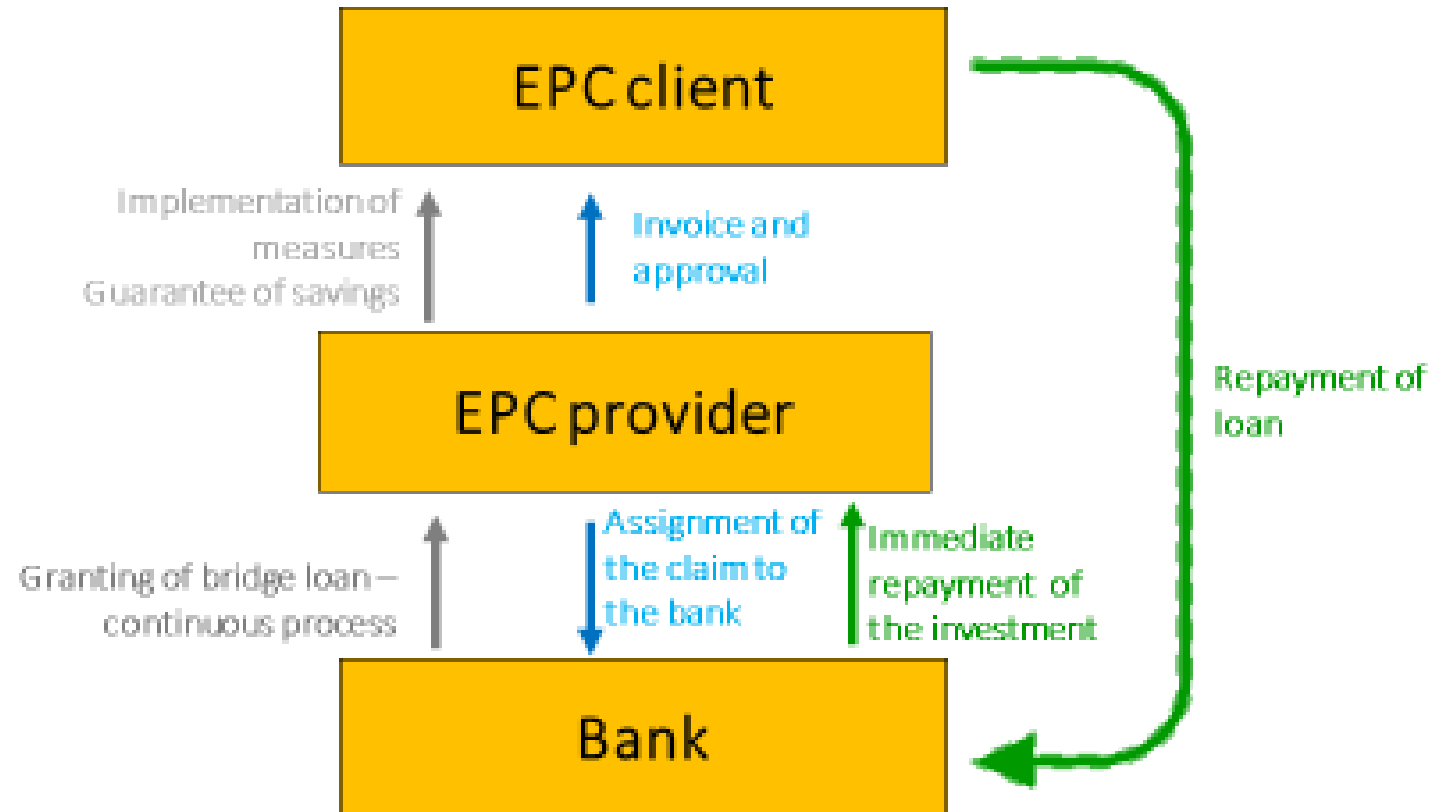 EPC client
Implementation of
measures
Guarantee of savings
Invoice and
approval
EPC provider
Repayment of
loan
Granting of bridge loan –
continuous process
Assignment of
the claim to
the bank
Immediate
repayment of
the investment
Bank